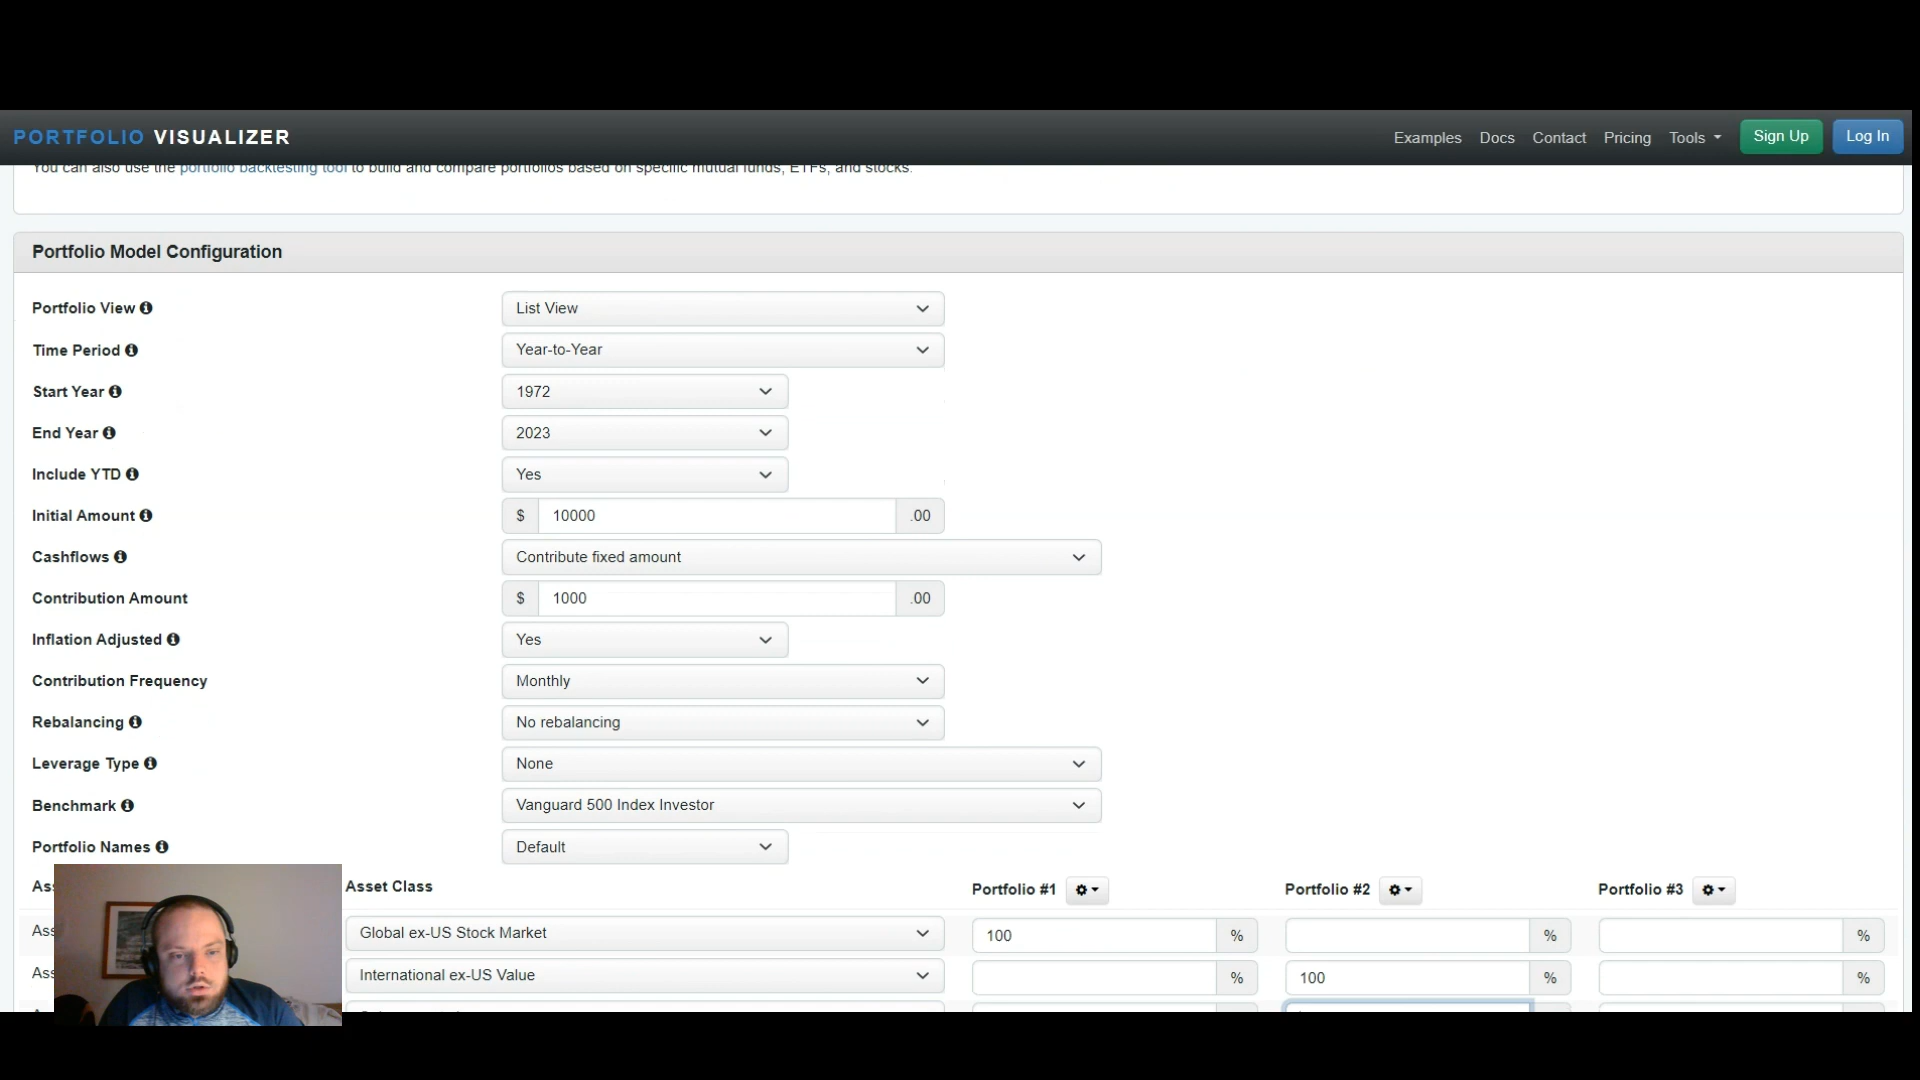 PORTFOLIO VISUALIZER
Examples Docs Contact Pricing Tools Sign Up Log In
You can also use the portfolio backtesting tool to build and compare portfolios based on specific mutual funds, ETFs, and stocks.
Portfolio Model Configuration
Portfolio View List View
Time Period Year-to-Year
Start Year 1972
End Year 2023
Include YTD Yes
Initial Amount $ 10000 .00
Cashflows Contribute fixed amount
Contribution Amount $ 1000 .00
Inflation Adjusted Yes
Contribution Frequency Monthly
Rebalancing No rebalancing
Leverage Type None
Benchmark Vanguard 500 Index Investor
Portfolio Names Default
Ass Asset Class Portfolio #1 Portfolio #2 Portfolio #3
Ass Global ex-US Stock Market 100 % % %
Ass International ex-US Value % 100 % %